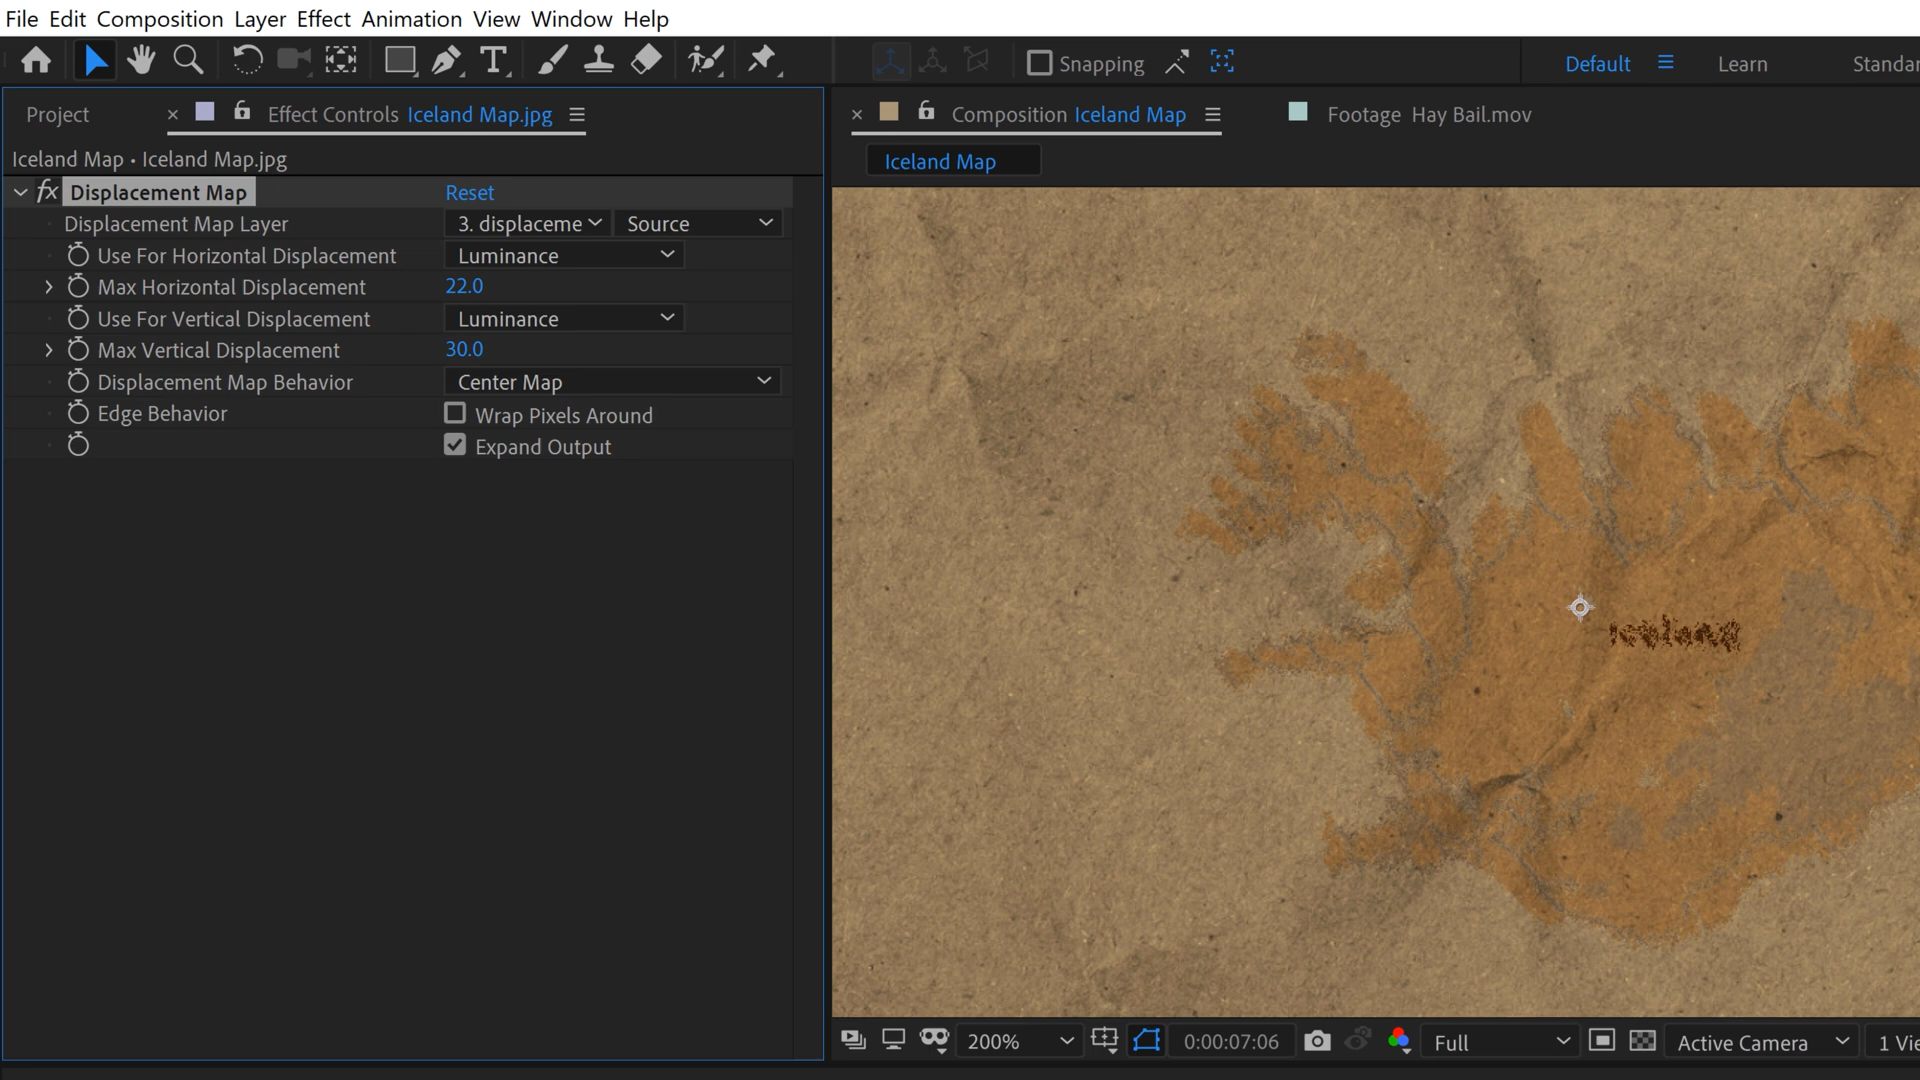 File Edit Composition Layer Effect Animation View Window Help
Snapping
Default
Learn
Project
Effect Controls Iceland Map.jpg
Composition Iceland Map
Footage Hay Bail.mov
Iceland Map • Iceland Map.jpg
Iceland Map
fx Displacement Map Reset
Displacement Map Layer 3. displaceme Source
Use For Horizontal Displacement Luminance
Max Horizontal Displacement 22.0
Use For Vertical Displacement Luminance
Max Vertical Displacement 30.0
Displacement Map Behavior Center Map
Edge Behavior Wrap Pixels Around
Expand Output
Iceland
200% 0:00:07:06 Full Active Camera 1 Vie